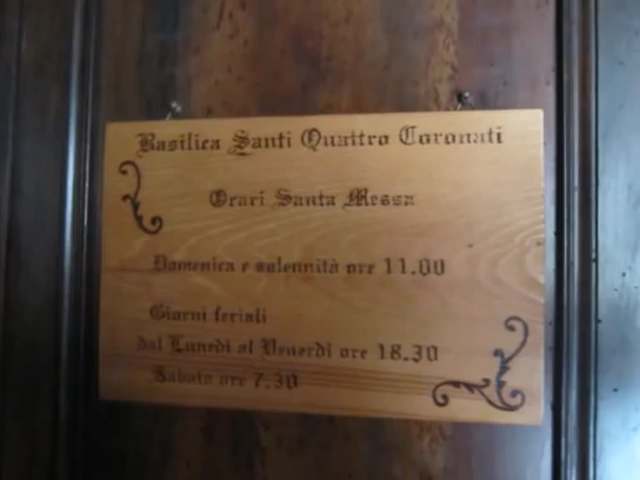 Basilica Santi Quattro Coronati
Orari Santa Messa
Domenica e solennità ore 11.00
Giorni feriali
dal Lunedì al Venerdì ore 18.30
Sabato ore 7.30